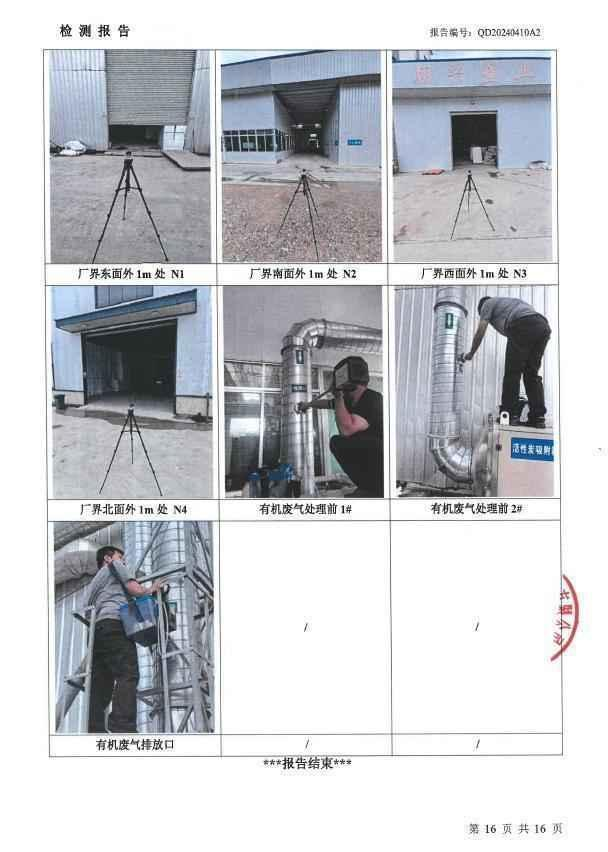 检测报告
报告编号：QD20240410A2
厂界东面外 1m 处 N1
厂界南面外 1m 处 N2
厂界西面外 1m 处 N3
活性炭吸附
厂界北面外 1m 处 N4
有机废气处理前 1#
有机废气处理前 2#
/
/
有机废气排放口
/
/
***报告结束***
第 16 页 共 16 页